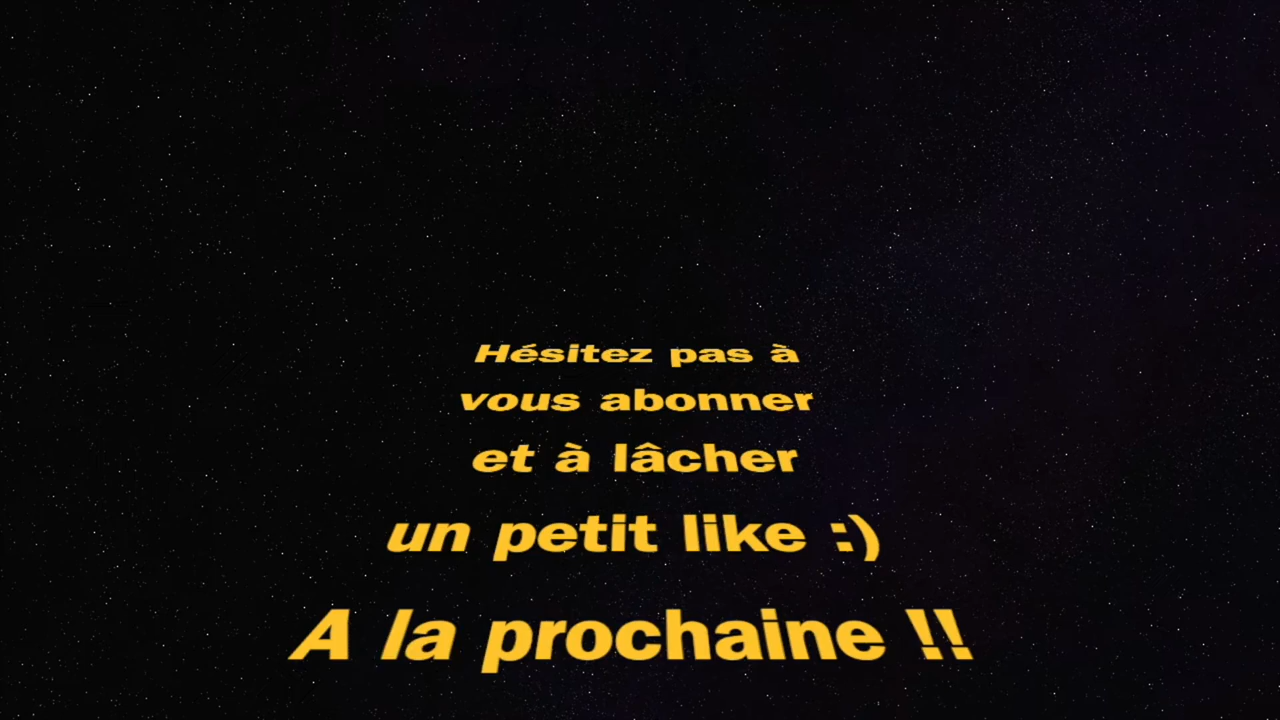 Hésitez pas à
vous abonner
et à lâcher
un petit like :)
A la prochaine !!